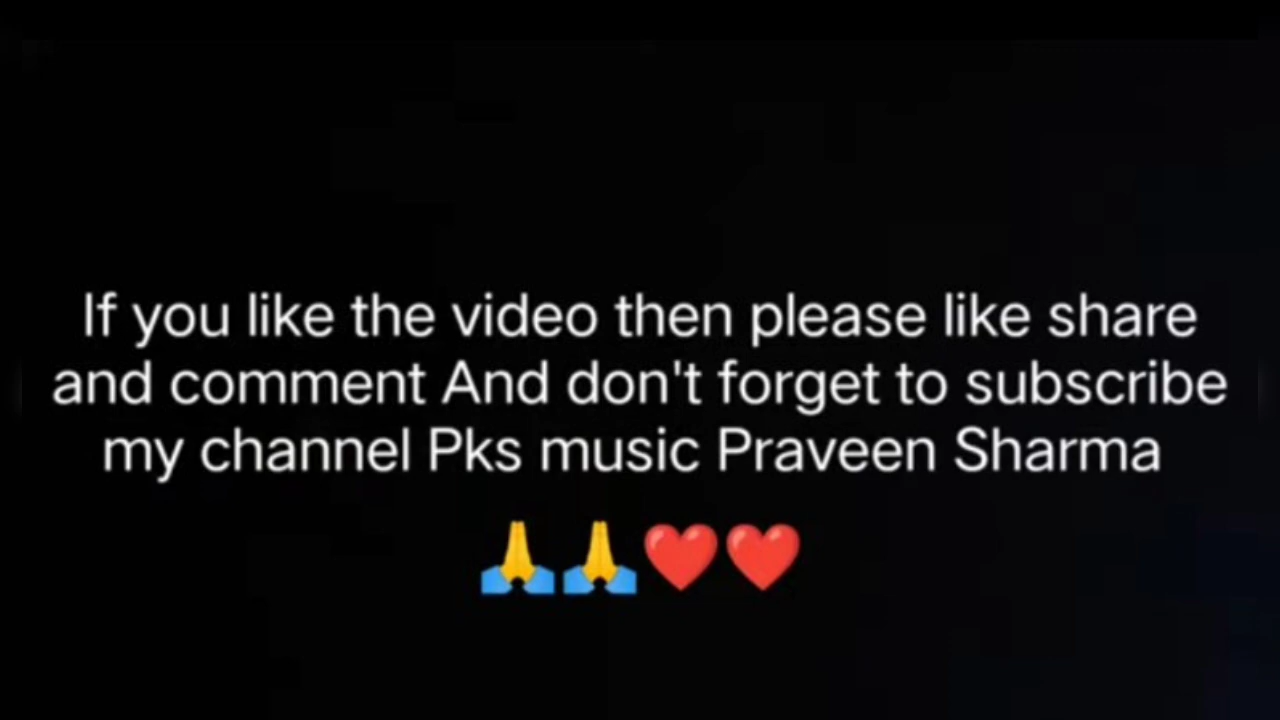 If you like the video then please like share
and comment And don't forget to subscribe
my channel Pks music Praveen Sharma
🙏🙏❤️❤️